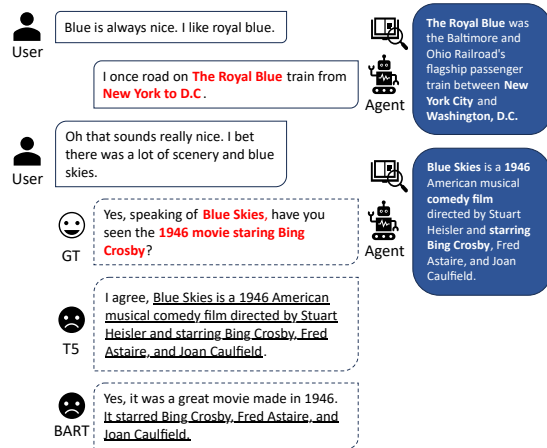 Blue is always nice. I like royal blue.
User
The Royal Blue was
the Baltimore and
Ohio Railroad's
flagship passenger
train between New
York City and
Washington, D.C.
I once road on The Royal Blue train from
New York to D.C.
Agent
Oh that sounds really nice. I bet
there was a lot of scenery and blue
skies.
User
Blue Skies is a 1946
American musical
comedy film
directed by Stuart
Heisler and starring
Bing Crosby, Fred
Astaire, and Joan
Caulfield.
Yes, speaking of Blue Skies, have you
seen the 1946 movie staring Bing
Crosby?
GT
Agent
I agree, Blue Skies is a 1946 American
musical comedy film directed by Stuart
Heisler and starring Bing Crosby, Fred
Astaire, and Joan Caulfield.
T5
Yes, it was a great movie made in 1946.
It starred Bing Crosby, Fred Astaire, and
Joan Caulfield.
BART